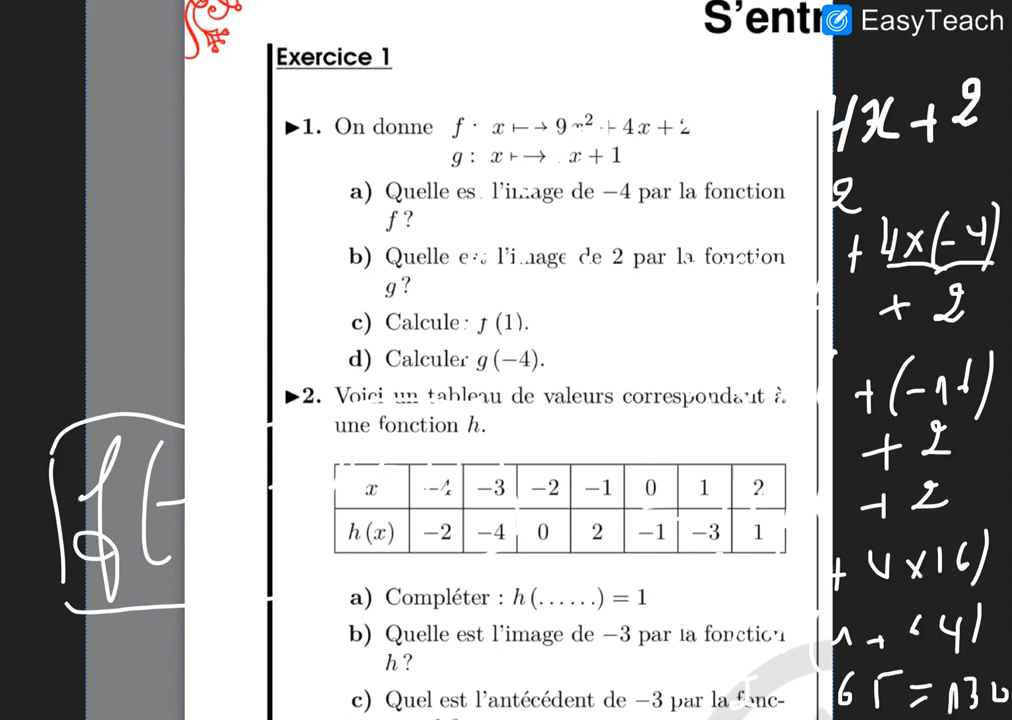 S'entr
EasyTeach
Exercice 1
▶1. On donne f : x ⟼ 9x² + 4x + 2
g : x ⟼ x + 1
a) Quelle est l'image de −4 par la fonction
f ?
b) Quelle est l'image de 2 par la fonction
g ?
c) Calculer f (1).
d) Calculer g (−4).
▶2. Voici un tableau de valeurs correspondant à
une fonction h.
x −4 −3 −2 −1 0 1 2
h (x) −2 −4 0 2 −1 −3 1
a) Compléter : h (. . . . . .) = 1
b) Quelle est l'image de −3 par la fonction
h ?
c) Quel est l'antécédent de −3 par la fonc-
4x + 2
2
+ 4x(-4)
+ 2
+ 2
+ 2
+ 4x16)
f(-